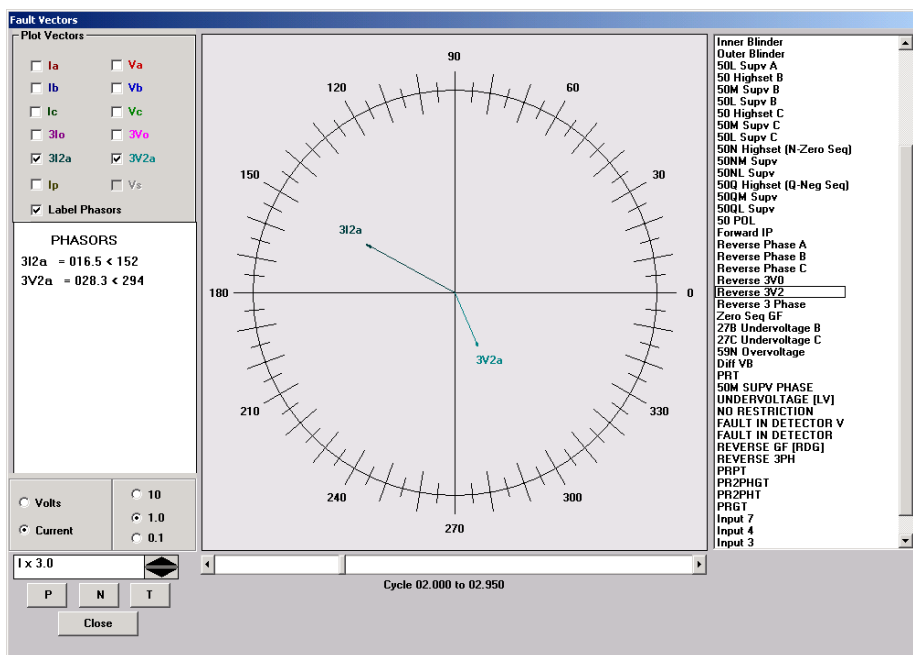 Fault Vectors
Plot Vectors
Ia Va
Ib Vb
Ic Vc
3Io 3Vo
3I2a 3V2a
Ip Vs
Label Phasors
PHASORS
3I2a = 016.5 < 152
3V2a = 028.3 < 294
Volts
Current
10
1.0
0.1
I x 3.0
P N T
Close
90
120 60
150 30
3I2a
180 0
3V2a
210 330
240 300
270
Cycle 02.000 to 02.950
Inner Blinder
Outer Blinder
50L Supv A
50 Highset B
50M Supv B
50L Supv B
50 Highset C
50M Supv C
50L Supv C
50N Highset (N-Zero Seq)
50NM Supv
50NL Supv
50Q Highset (Q-Neg Seq)
50QM Supv
50QL Supv
50 POL
Forward IP
Reverse Phase A
Reverse Phase B
Reverse Phase C
Reverse 3V0
Reverse 3V2
Reverse 3 Phase
Zero Seq GF
27B Undervoltage B
27C Undervoltage C
59N Overvoltage
Diff VB
PRT
50M SUPV PHASE
UNDERVOLTAGE [LV]
NO RESTRICTION
FAULT IN DETECTOR V
FAULT IN DETECTOR
REVERSE GF [RDG]
REVERSE 3PH
PRPT
PR2PHGT
PR2PHT
PRGT
Input 7
Input 4
Input 3